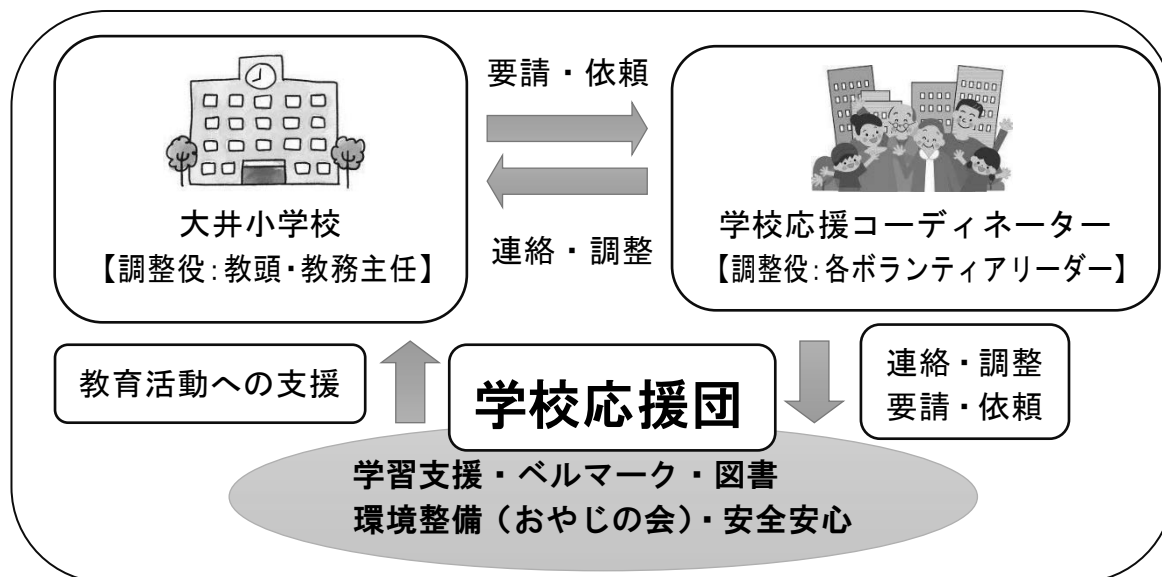 要請・依頼
大井小学校
【調整役:教頭・教務主任】
連絡・調整
学校応援コーディネーター
【調整役:各ボランティアリーダー】
教育活動への支援
学校応援団
連絡・調整
要請・依頼
学習支援・ベルマーク・図書
環境整備(おやじの会)・安全安心